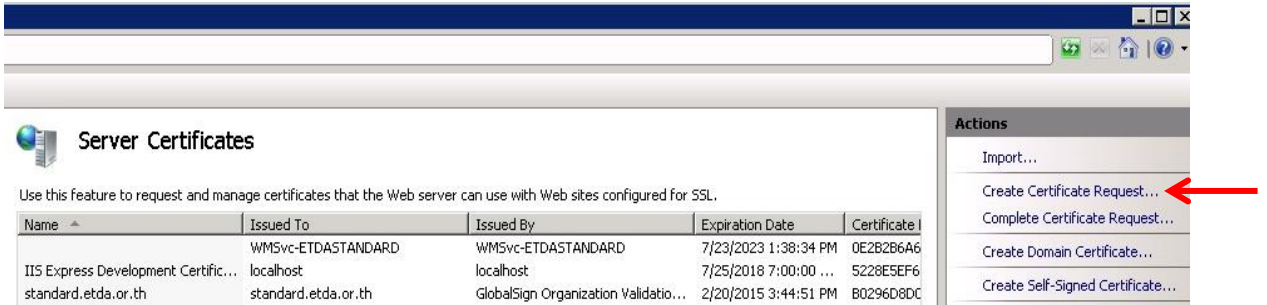 Server Certificates
Use this feature to request and manage certificates that the Web server can use with Web sites configured for SSL.
Name Issued To Issued By Expiration Date Certificate
WMSvc-ETDASTANDARD WMSvc-ETDASTANDARD 7/23/2023 1:38:34 PM 0E2B2B6A6
IIS Express Development Certific... localhost localhost 7/25/2018 7:00:00 ... 5228E5EF6
standard.etda.or.th standard.etda.or.th GlobalSign Organization Validatio... 2/20/2015 3:44:51 PM B0296D8DC
Actions
Import...
Create Certificate Request...
Complete Certificate Request...
Create Domain Certificate...
Create Self-Signed Certificate...